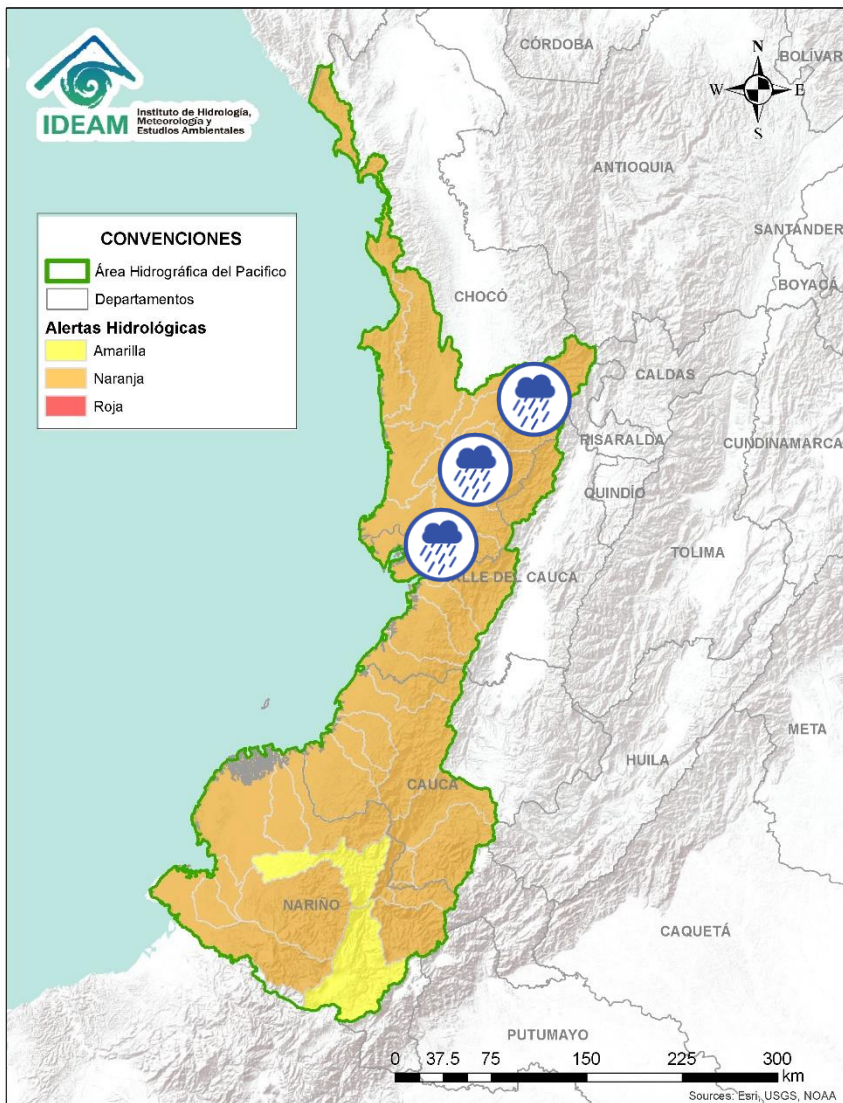 IDEAM
Instituto de Hidrología,
Meteorología y
Estudios Ambientales
CÓRDOBA
BOLÍVAR
N
W E
S
ANTIOQUIA
SANTANDER
BOYACÁ
CONVENCIONES
Área Hidrográfica del Pacifico
Departamentos
Alertas Hidrológicas
Amarilla
Naranja
Roja
CHOCÓ
CALDAS
RISARALDA
CUNDINAMARCA
QUINDÍO
TOLIMA
ALLE DEL CAUCA
META
HUILA
CAUCA
NARIÑO
CAQUETÁ
PUTUMAYO
0 37.5 75 150 225 300
km
Sources: Esri, USGS, NOAA